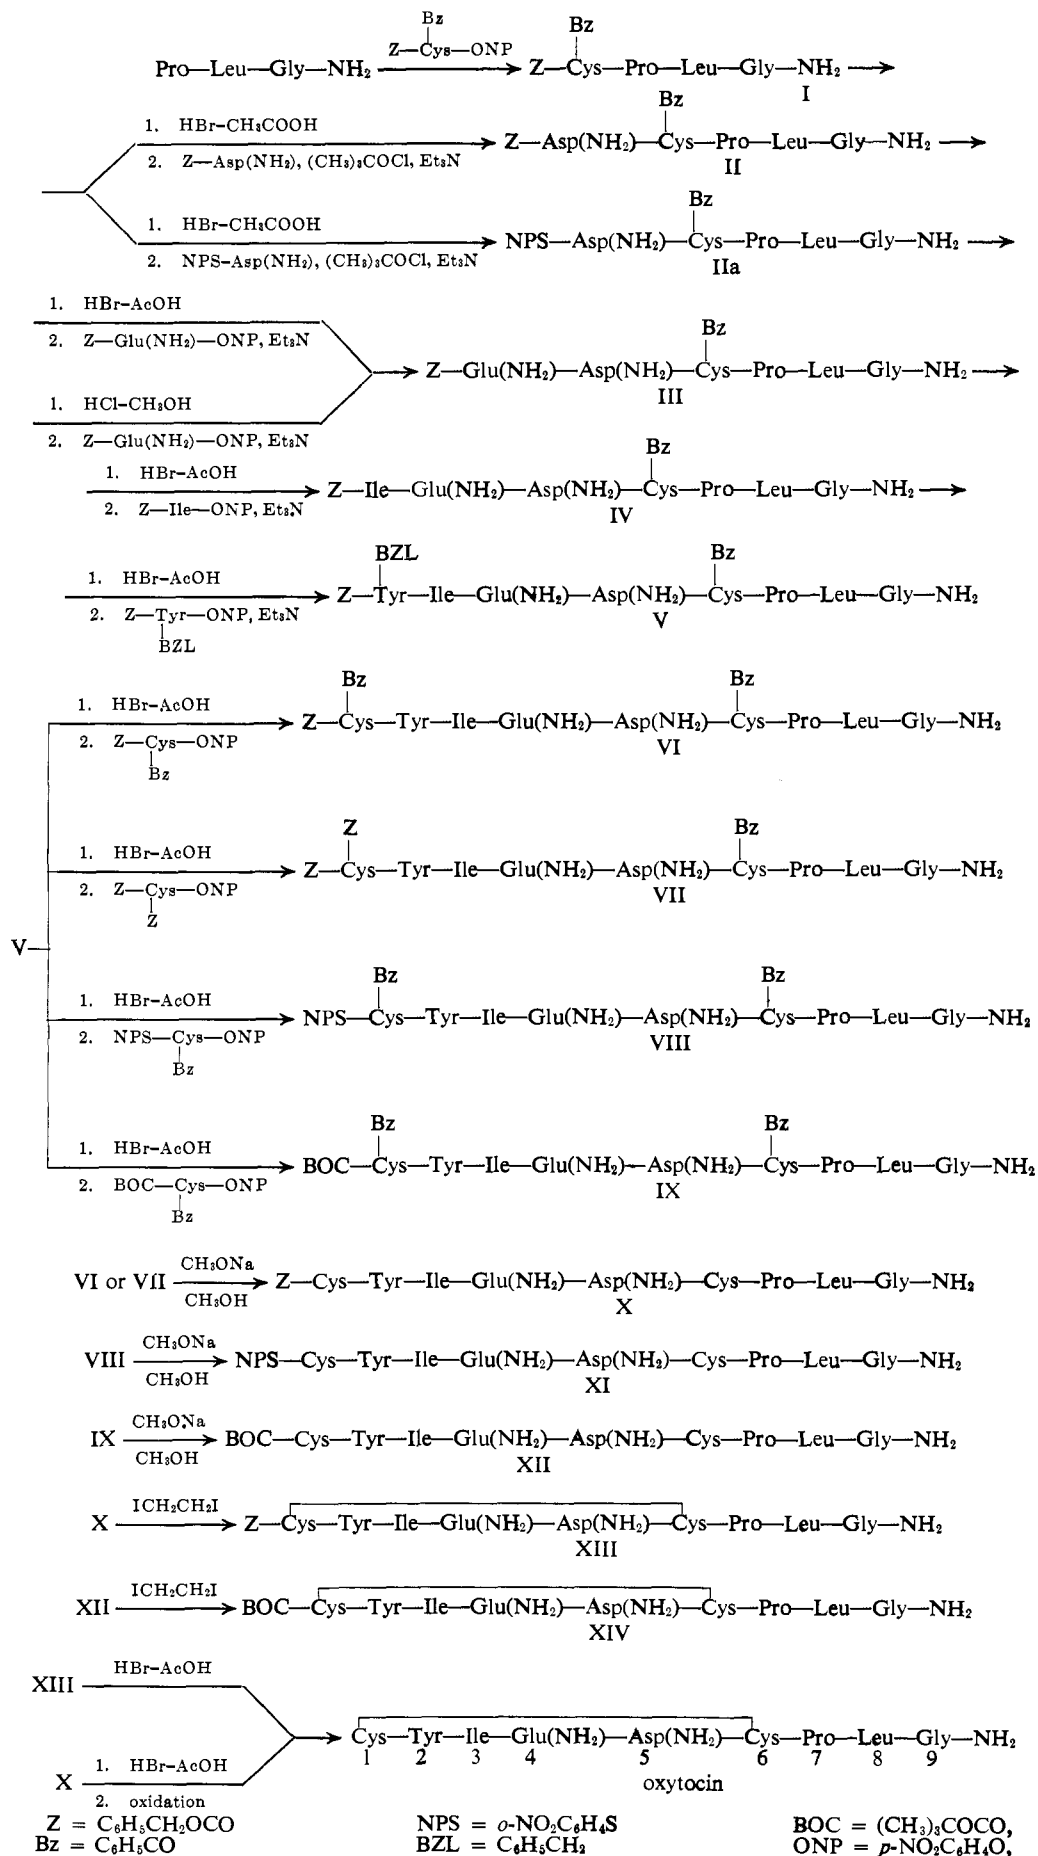 Bz
Z—Cys—ONP
Pro—Leu—Gly—NH₂
Bz
Z—Cys—Pro—Leu—Gly—NH₂
I
1. HBr-CH₃COOH
2. Z—Asp(NH₂), (CH₃)₃COCl, Et₃N
Bz
Z—Asp(NH₂)—Cys—Pro—Leu—Gly—NH₂
II
1. HBr-CH₃COOH
2. NPS-Asp(NH₂), (CH₃)₃COCl, Et₃N
Bz
NPS—Asp(NH₂)—Cys—Pro—Leu—Gly—NH₂
IIa
1. HBr-AcOH
2. Z—Glu(NH₂)—ONP, Et₃N
1. HCl-CH₃OH
2. Z—Glu(NH₂)—ONP, Et₃N
Bz
Z—Glu(NH₂)—Asp(NH₂)—Cys—Pro—Leu—Gly—NH₂
III
1. HBr-AcOH
2. Z—Ile—ONP, Et₃N
Bz
Z—Ile—Glu(NH₂)—Asp(NH₂)—Cys—Pro—Leu—Gly—NH₂
IV
1. HBr-AcOH
2. Z—Tyr—ONP, Et₃N
BZL
BZL Bz
Z—Tyr—Ile—Glu(NH₂)—Asp(NH₂)—Cys—Pro—Leu—Gly—NH₂
V
V
1. HBr-AcOH
2. Z—Cys—ONP
Bz
Bz Bz
Z—Cys—Tyr—Ile—Glu(NH₂)—Asp(NH₂)—Cys—Pro—Leu—Gly—NH₂
VI
1. HBr-AcOH
2. Z—Cys—ONP
Z
Z Bz
Z—Cys—Tyr—Ile—Glu(NH₂)—Asp(NH₂)—Cys—Pro—Leu—Gly—NH₂
VII
1. HBr-AcOH
2. NPS—Cys—ONP
Bz
Bz Bz
NPS—Cys—Tyr—Ile—Glu(NH₂)—Asp(NH₂)—Cys—Pro—Leu—Gly—NH₂
VIII
1. HBr-AcOH
2. BOC—Cys—ONP
Bz
Bz Bz
BOC—Cys—Tyr—Ile—Glu(NH₂)—Asp(NH₂)—Cys—Pro—Leu—Gly—NH₂
IX
VI or VII
CH₃ONa
CH₃OH
Z—Cys—Tyr—Ile—Glu(NH₂)—Asp(NH₂)—Cys—Pro—Leu—Gly—NH₂
X
VIII
CH₃ONa
CH₃OH
NPS—Cys—Tyr—Ile—Glu(NH₂)—Asp(NH₂)—Cys—Pro—Leu—Gly—NH₂
XI
IX
CH₃ONa
CH₃OH
BOC—Cys—Tyr—Ile—Glu(NH₂)—Asp(NH₂)—Cys—Pro—Leu—Gly—NH₂
XII
X
ICH₂CH₂I
Z—Cys—Tyr—Ile—Glu(NH₂)—Asp(NH₂)—Cys—Pro—Leu—Gly—NH₂
XIII
XII
ICH₂CH₂I
BOC—Cys—Tyr—Ile—Glu(NH₂)—Asp(NH₂)—Cys—Pro—Leu—Gly—NH₂
XIV
XIII
HBr-AcOH
X
1. HBr-AcOH
2. oxidation
Cys—Tyr—Ile—Glu(NH₂)—Asp(NH₂)—Cys—Pro—Leu—Gly—NH₂
1 2 3 4 5 6 7 8 9
oxytocin
Z = C₆H₅CH₂OCO NPS = o-NO₂C₆H₄S BOC = (CH₃)₃COCO,
Bz = C₆H₅CO BZL = C₆H₅CH₂ ONP = p-NO₂C₆H₄O,